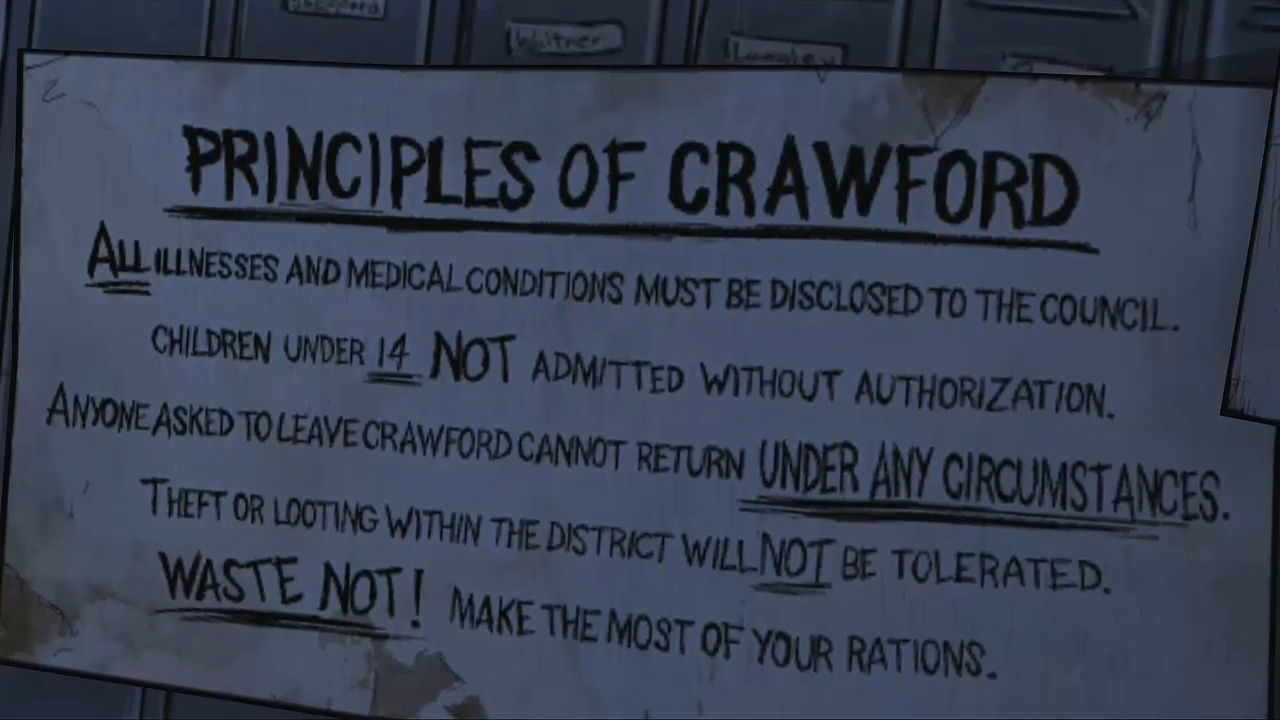 Whitner
Langley
PRINCIPLES OF CRAWFORD
ALL ILLNESSES AND MEDICAL CONDITIONS MUST BE DISCLOSED TO THE COUNCIL.
CHILDREN UNDER 14 NOT ADMITTED WITHOUT AUTHORIZATION.
ANYONE ASKED TO LEAVE CRAWFORD CANNOT RETURN UNDER ANY CIRCUMSTANCES.
THEFT OR LOOTING WITHIN THE DISTRICT WILL NOT BE TOLERATED.
WASTE NOT! MAKE THE MOST OF YOUR RATIONS.